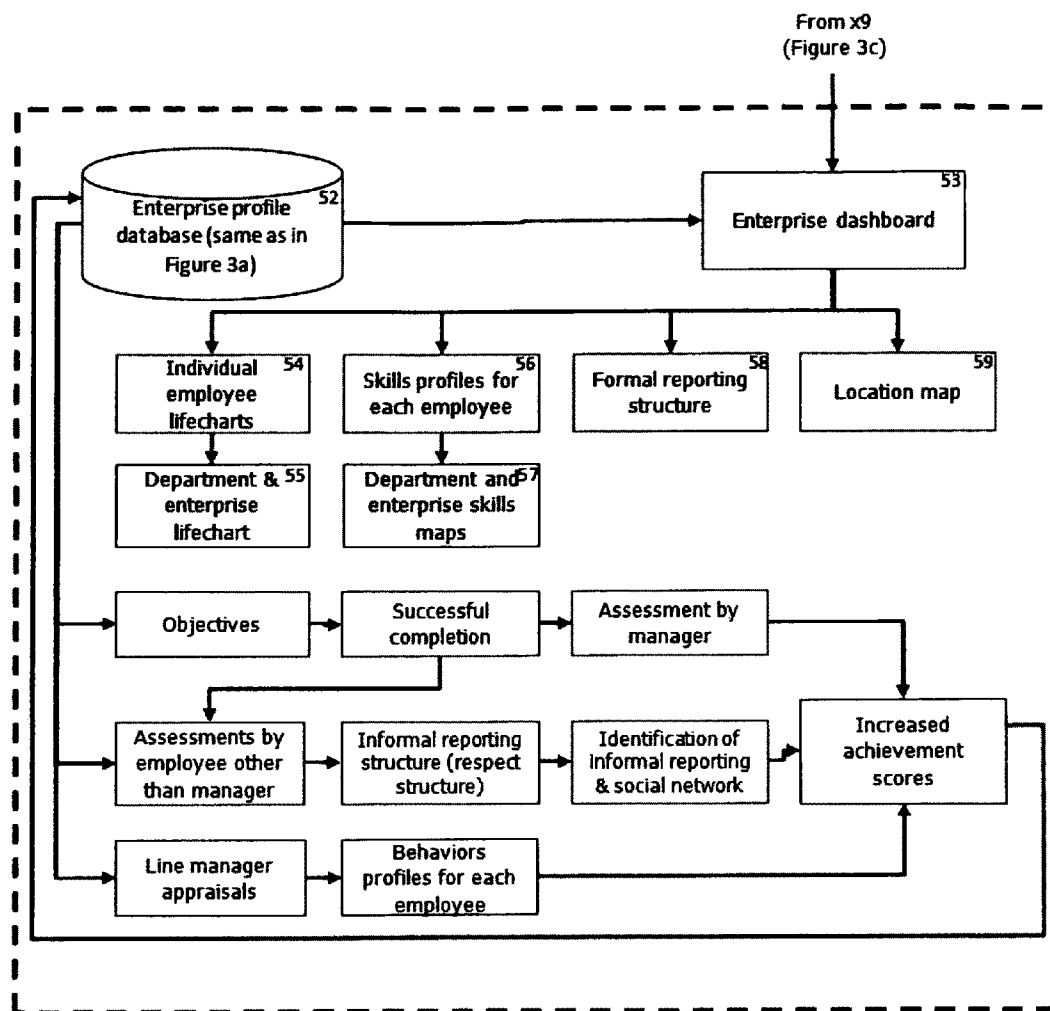 From x9
(Figure 3c)
52
Enterprise profile
database (same as in
Figure 3a)
53
Enterprise dashboard
54
Individual
employee
lifecharts
56
Skills profiles for
each employee
58
Formal reporting
structure
59
Location map
55
Department &
enterprise
lifechart
57
Department and
enterprise skills
maps
Objectives
Successful
completion
Assessment by
manager
Assessments by
employee other
than manager
Informal reporting
structure (respect
structure)
Identification of
informal reporting
& social network
Increased
achievement
scores
Line manager
appraisals
Behaviors
profiles for each
employee